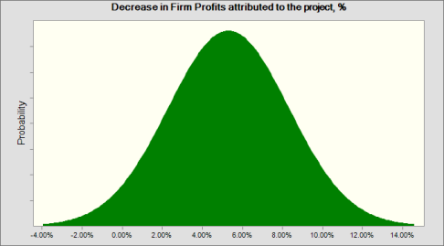 Decrease in Firm Profits attributed to the project, %
Probability
-4.00% -2.00% 0.00% 2.00% 4.00% 6.00% 8.00% 10.00% 12.00% 14.00%